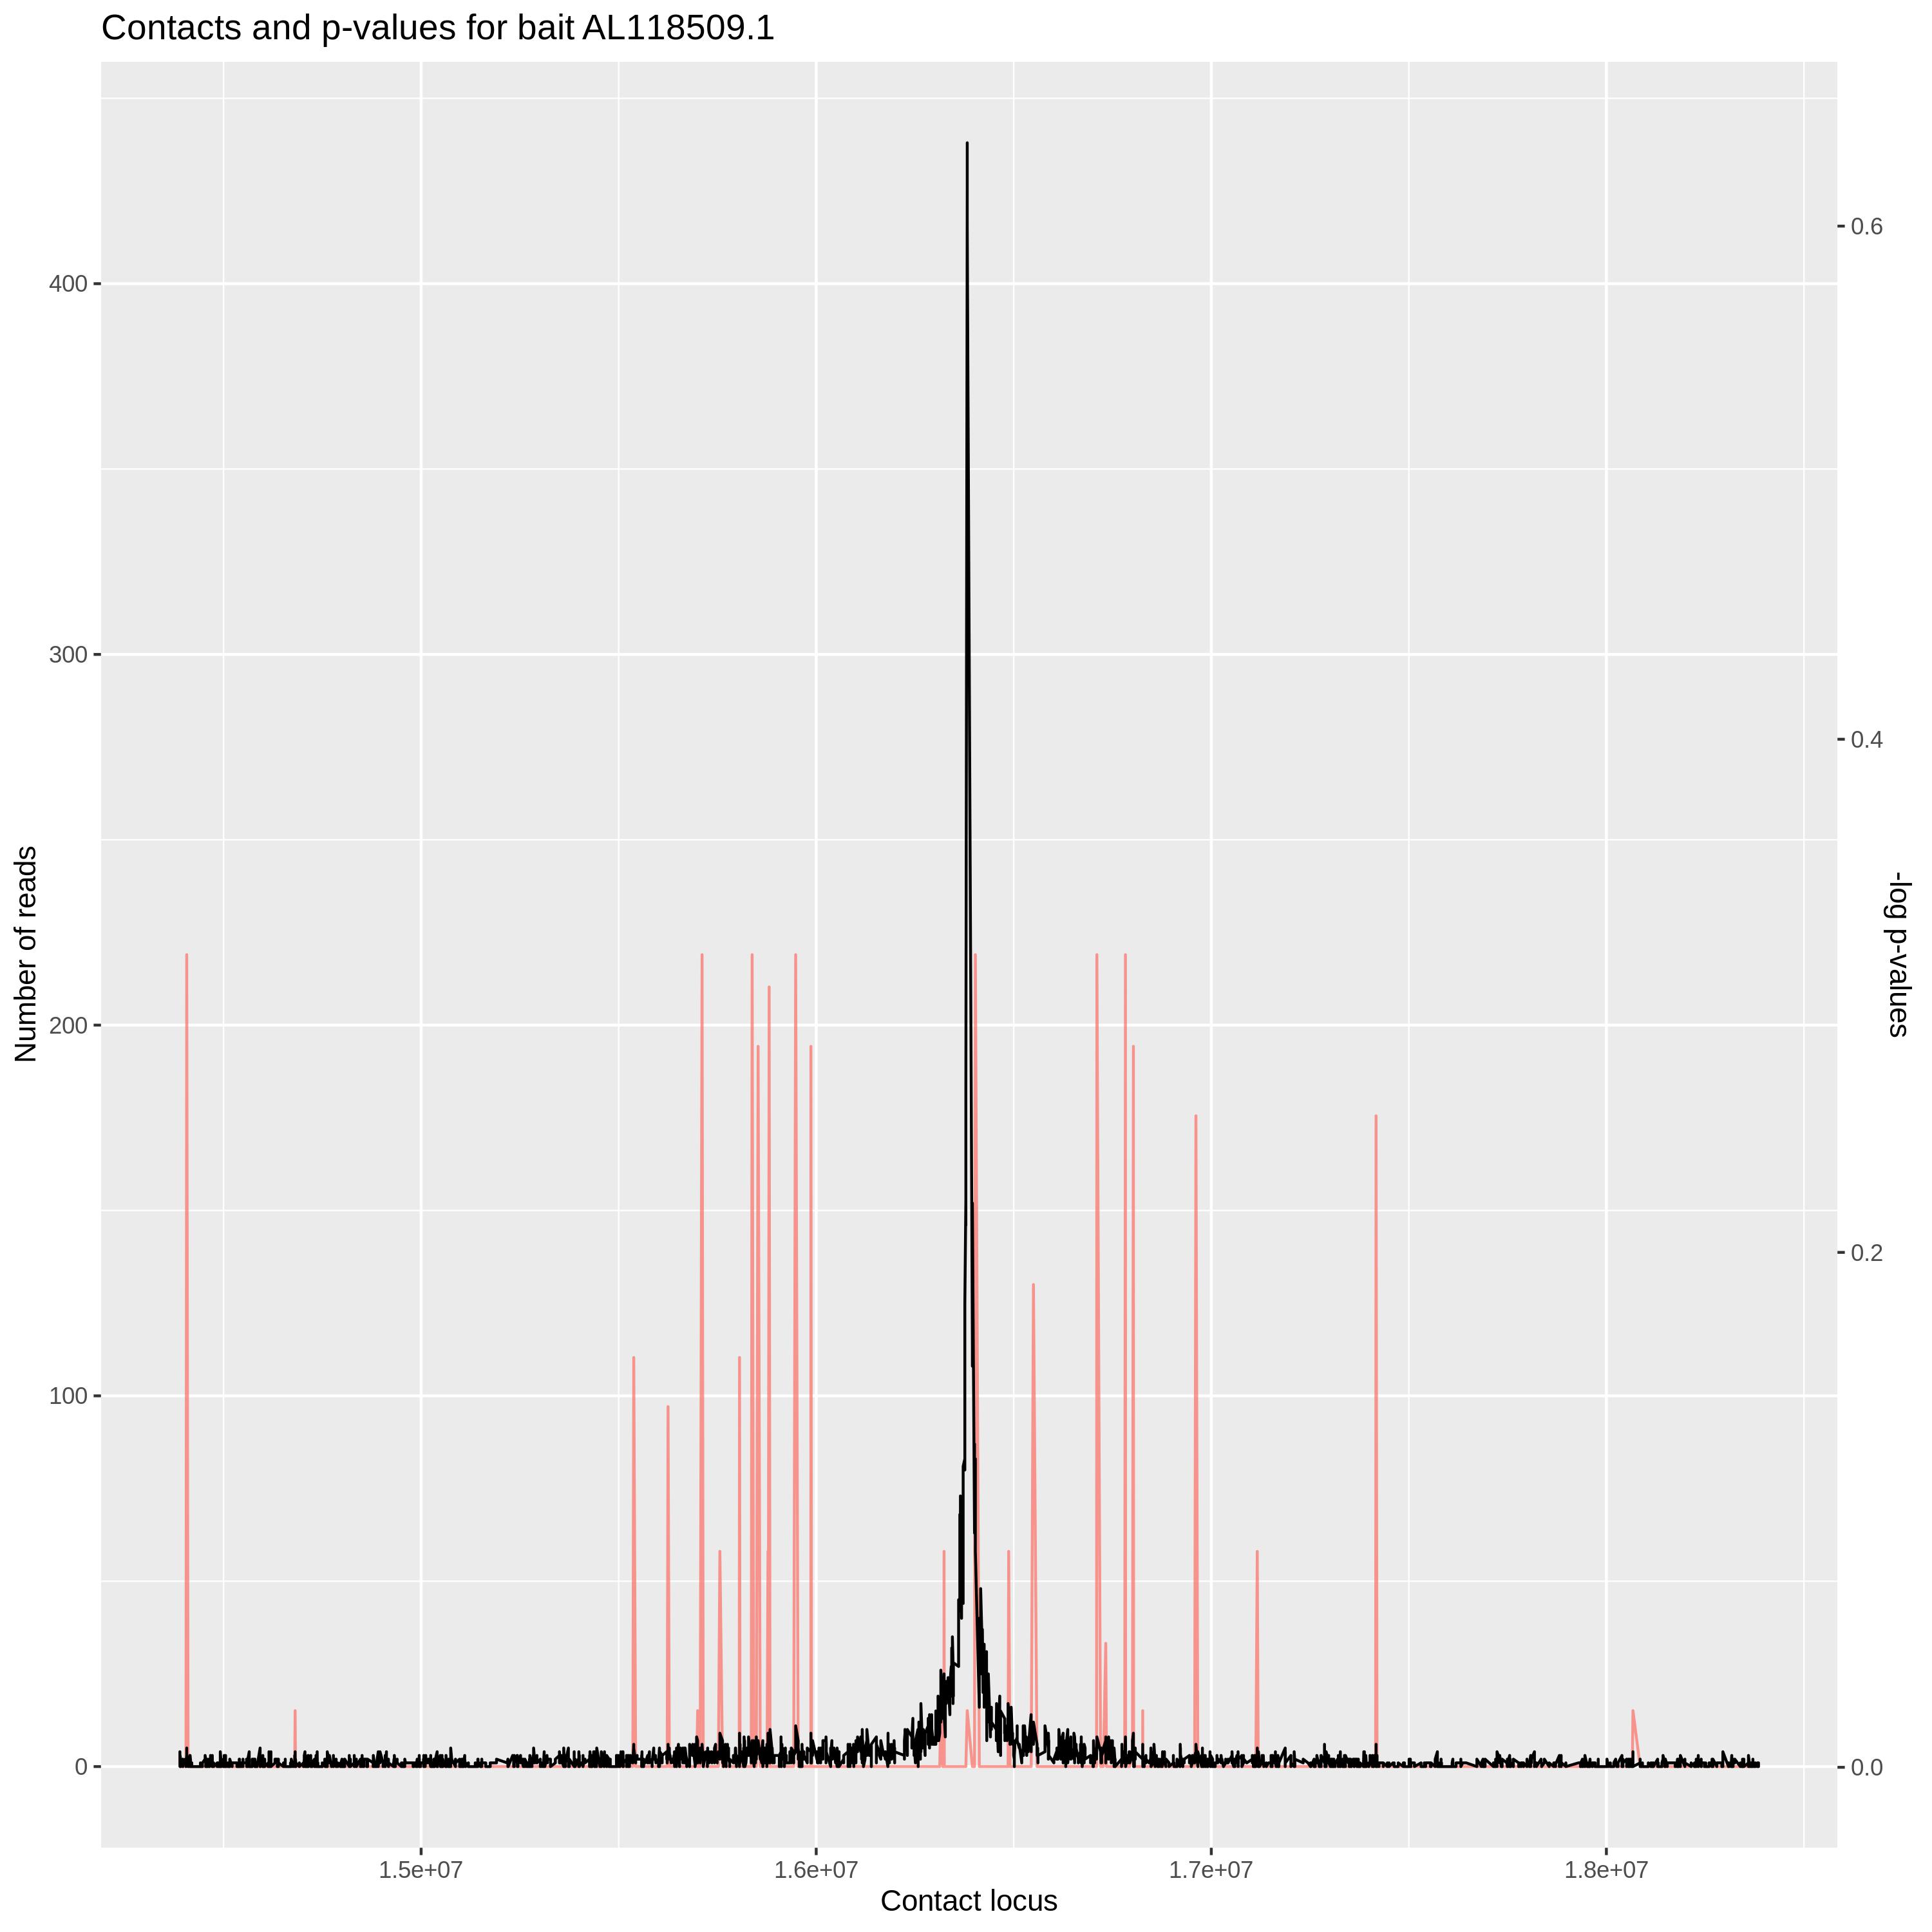 Contacts and p-values for bait AL118509.1
400
300
200
100
0
Number of reads
0.6
0.4
0.2
0.0
-log p-values
1.5e+07
1.6e+07
1.7e+07
1.8e+07
Contact locus